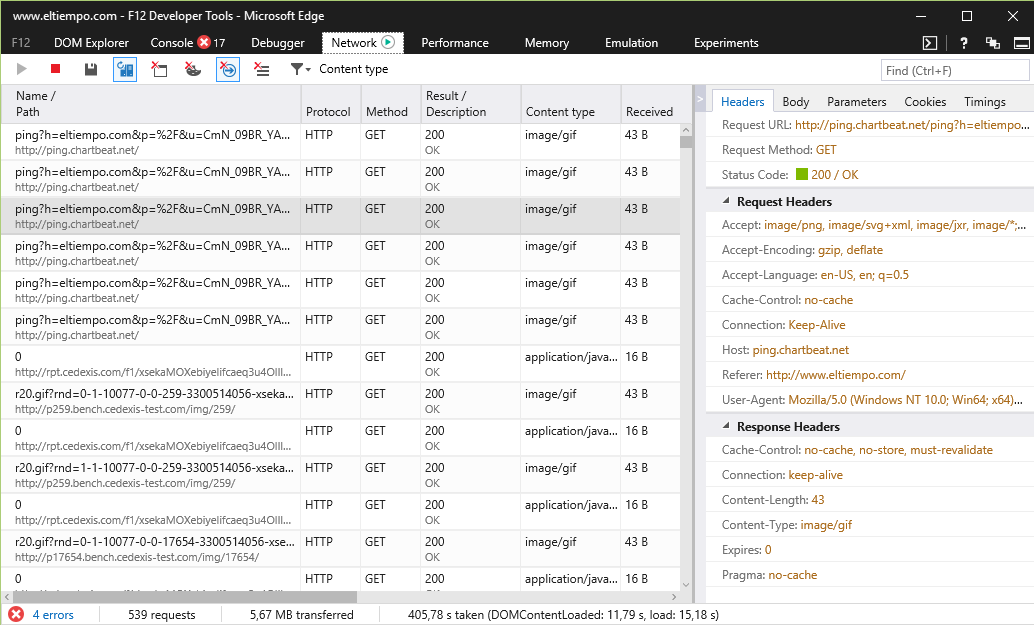 www.eltiempo.com - F12 Developer Tools - Microsoft Edge
F12 DOM Explorer Console 17 Debugger Network Performance Memory Emulation Experiments ?
Content type Find (Ctrl+F)
Name /
Path
Protocol
Method
Result /
Description
Content type
Received
ping?h=eltiempo.com&p=%2F&u=CmN_09BR_YA... HTTP GET 200 image/gif 43 B
http://ping.chartbeat.net/ OK
ping?h=eltiempo.com&p=%2F&u=CmN_09BR_YA... HTTP GET 200 image/gif 43 B
http://ping.chartbeat.net/ OK
ping?h=eltiempo.com&p=%2F&u=CmN_09BR_YA... HTTP GET 200 image/gif 43 B
http://ping.chartbeat.net/ OK
ping?h=eltiempo.com&p=%2F&u=CmN_09BR_YA... HTTP GET 200 image/gif 43 B
http://ping.chartbeat.net/ OK
ping?h=eltiempo.com&p=%2F&u=CmN_09BR_YA... HTTP GET 200 image/gif 43 B
http://ping.chartbeat.net/ OK
ping?h=eltiempo.com&p=%2F&u=CmN_09BR_YA... HTTP GET 200 image/gif 43 B
http://ping.chartbeat.net/ OK
0 HTTP GET 200 application/java... 16 B
http://rpt.cedexis.com/f1/xsekaMOXebiyelifcaeq3u4OIII... OK
r20.gif?rnd=0-1-10077-0-0-259-3300514056-xseka... HTTP GET 200 image/gif 43 B
http://p259.bench.cedexis-test.com/img/259/ OK
0 HTTP GET 200 application/java... 16 B
http://rpt.cedexis.com/f1/xsekaMOXebiyelifcaeq3u4OIII... OK
r20.gif?rnd=1-1-10077-0-0-259-3300514056-xseka... HTTP GET 200 image/gif 43 B
http://p259.bench.cedexis-test.com/img/259/ OK
0 HTTP GET 200 application/java... 16 B
http://rpt.cedexis.com/f1/xsekaMOXebiyelifcaeq3u4OIII... OK
r20.gif?rnd=0-1-10077-0-0-17654-3300514056-xse... HTTP GET 200 image/gif 43 B
http://p17654.bench.cedexis-test.com/img/17654/ OK
0 HTTP GET 200 application/java... 16 B
Headers Body Parameters Cookies Timings
Request URL: http://ping.chartbeat.net/ping?h=eltiempo...
Request Method: GET
Status Code: 200 / OK
Request Headers
Accept: image/png, image/svg+xml, image/jxr, image/*;...
Accept-Encoding: gzip, deflate
Accept-Language: en-US, en; q=0.5
Cache-Control: no-cache
Connection: Keep-Alive
Host: ping.chartbeat.net
Referer: http://www.eltiempo.com/
User-Agent: Mozilla/5.0 (Windows NT 10.0; Win64; x64)...
Response Headers
Cache-Control: no-cache, no-store, must-revalidate
Connection: keep-alive
Content-Length: 43
Content-Type: image/gif
Expires: 0
Pragma: no-cache
4 errors 539 requests 5,67 MB transferred 405,78 s taken (DOMContentLoaded: 11,79 s, load: 15,18 s)